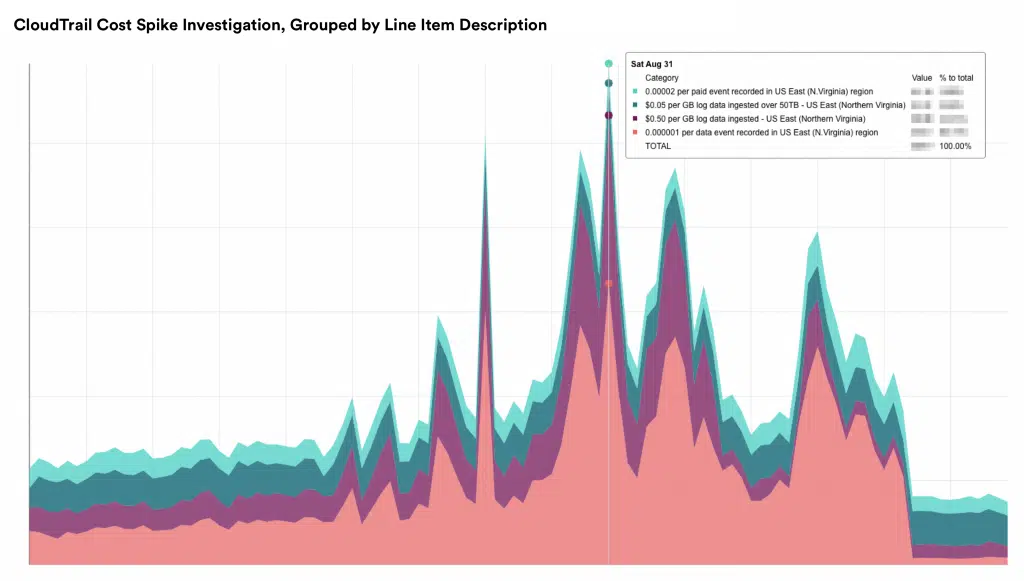 CloudTrail Cost Spike Investigation, Grouped by Line Item Description
Sat Aug 31
Category Value % to total
0.00002 per paid event recorded in US East (N.Virginia) region
$0.05 per GB log data ingested over 50TB - US East (Northern Virginia)
$0.50 per GB log data ingested - US East (Northern Virginia)
0.000001 per data event recorded in US East (N.Virginia) region
TOTAL 100.00%